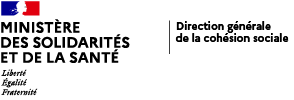 MINISTÈRE
DES SOLIDARITÉS
ET DE LA SANTÉ
Liberté
Égalité
Fraternité
Direction générale
de la cohésion sociale